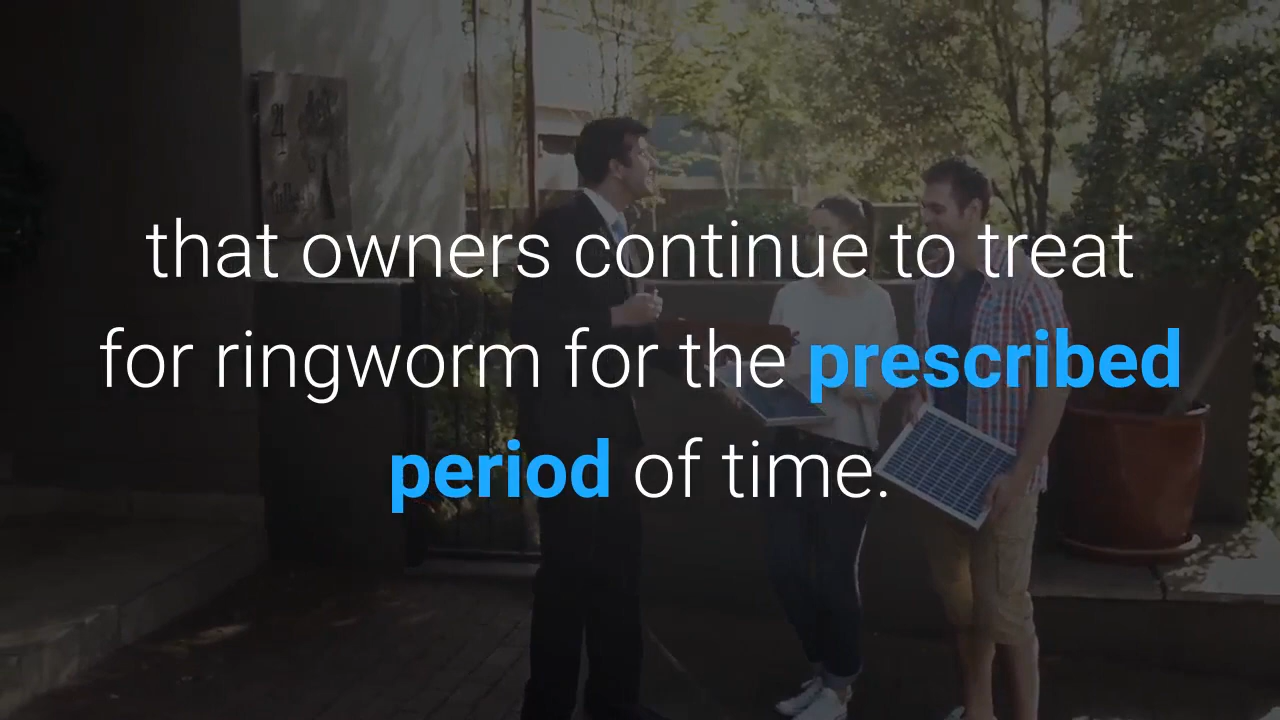 that owners continue to treat
for ringworm for the prescribed
period of time.